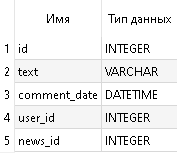 Имя Тип данных
1 id INTEGER
2 text VARCHAR
3 comment_date DATETIME
4 user_id INTEGER
5 news_id INTEGER